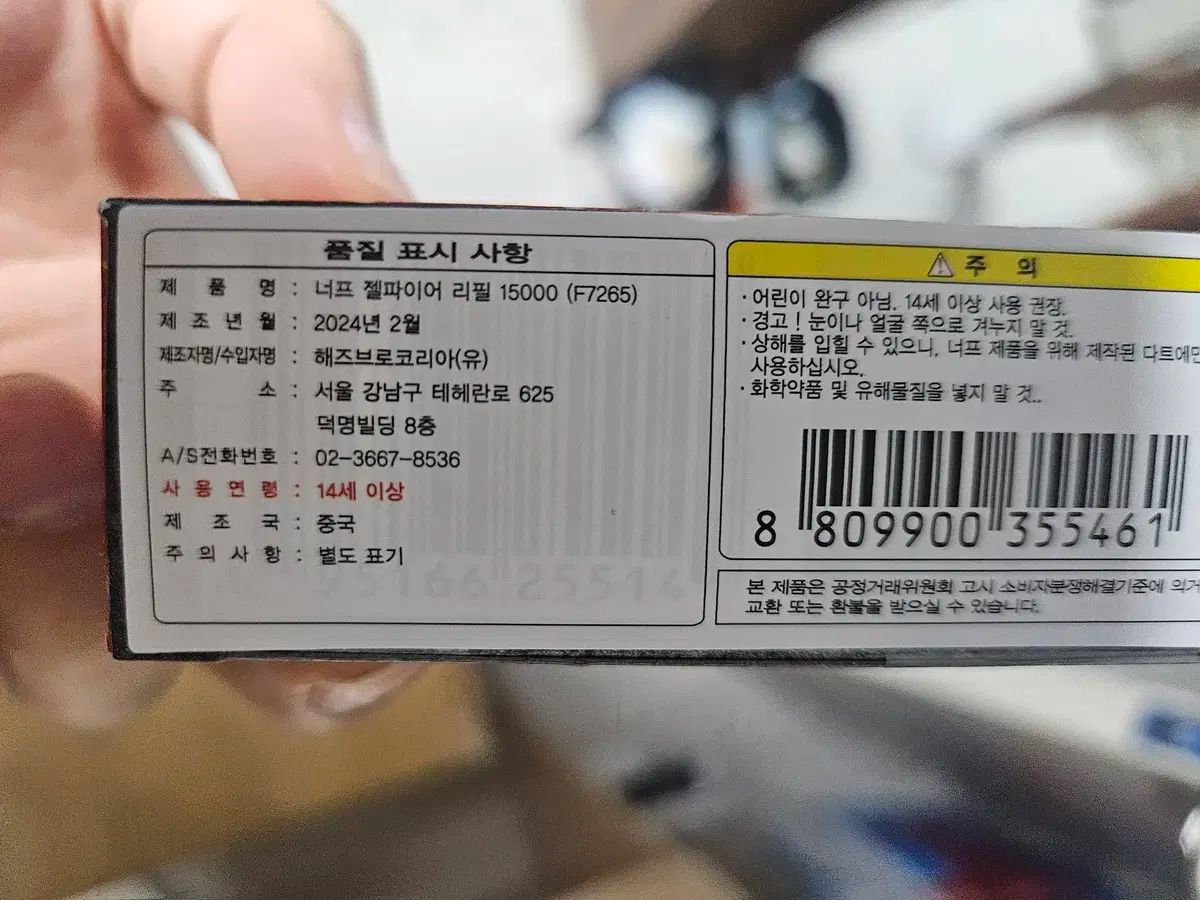 품질 표시 사항
제 품 명 : 너프 젤파이어 리필 15000 (F7265)
제 조 년 월 : 2024년 2월
제조자명/수입자명 : 해즈브로코리아(유)
주 소 : 서울 강남구 테헤란로 625
덕명빌딩 8층
A/S전화번호 : 02-3667-8536
사 용 연 령 : 14세 이상
제 조 국 : 중국
주 의 사 항 : 별도 표기
95166 25514
⚠ 주 의
·어린이 완구 아님. 14세 이상 사용 권장.
·경고! 눈이나 얼굴 쪽으로 겨누지 말 것.
·상해를 입힐 수 있으니, 너프 제품을 위해 제작된 다트에만
사용하십시오.
·화학약품 및 유해물질을 넣지 말 것..
8 809900 355461
본 제품은 공정거래위원회 고시 소비자분쟁해결기준에 의거
교환 또는 환불을 받으실 수 있습니다.